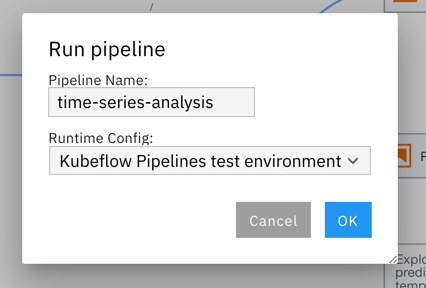 Run pipeline
Pipeline Name:
time-series-analysis
Runtime Config:
Kubeflow Pipelines test environment
Cancel
OK
F
Explo
predi
temp